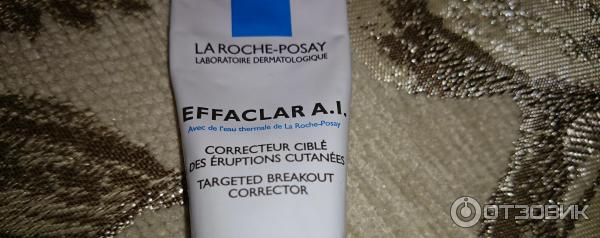 LA ROCHE-POSAY
LABORATOIRE DERMATOLOGIQUE
EFFACLAR A.I.
Avec de l'eau thermale de La Roche-Posay
CORRECTEUR CIBLÉ
DES ÉRUPTIONS CUTANÉES
TARGETED BREAKOUT
CORRECTOR
ОТЗОВИК